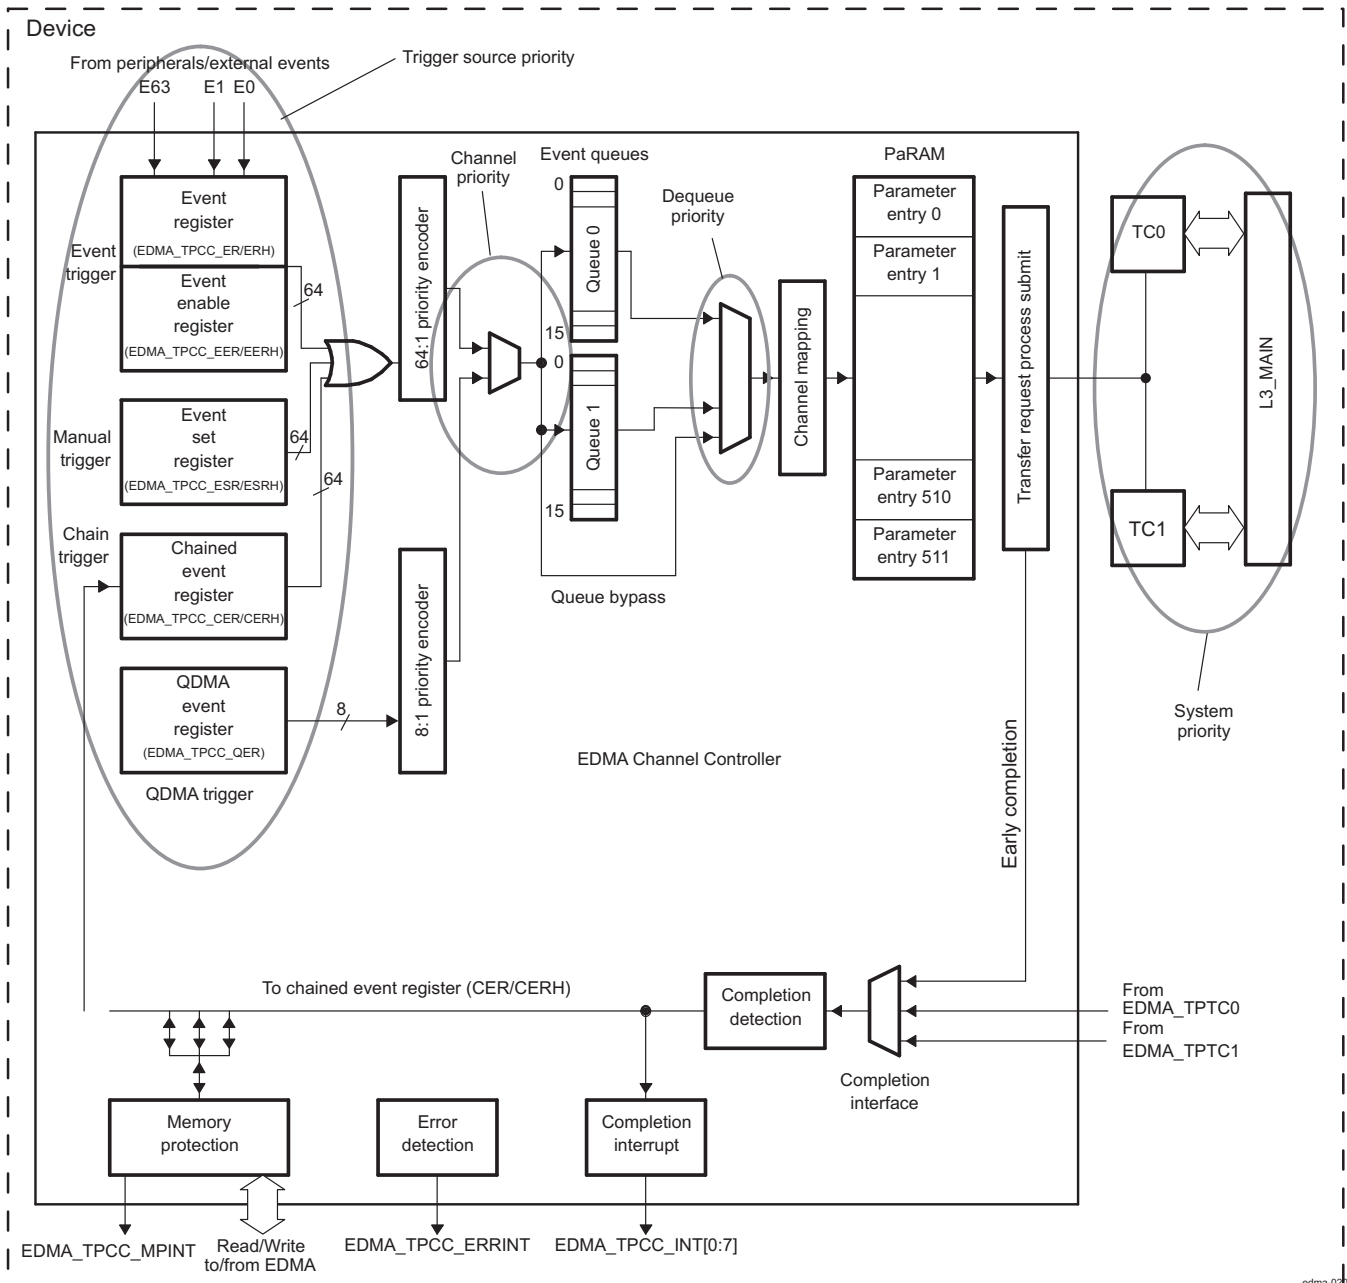 Device
From peripherals/external events
Trigger source priority
E63
E1
E0
Event
register
(EDMA_TPCC_ER/ERH)
Event
trigger
Event
enable
register
(EDMA_TPCC_EER/EERH)
64
Manual
trigger
Event
set
register
(EDMA_TPCC_ESR/ESRH)
64
64
Chain
trigger
Chained
event
register
(EDMA_TPCC_CER/CERH)
QDMA
event
register
(EDMA_TPCC_QER)
8
QDMA trigger
64:1 priority encoder
8:1 priority encoder
Channel
priority
Event queues
0
Queue 0
15
0
Queue 1
15
Queue bypass
Dequeue
priority
Channel mapping
PaRAM
Parameter
entry 0
Parameter
entry 1
Parameter
entry 510
Parameter
entry 511
Transfer request process submit
TC0
TC1
L3_MAIN
System
priority
EDMA Channel Controller
Early completion
To chained event register (CER/CERH)
Completion
detection
From
EDMA_TPTC0
From
EDMA_TPTC1
Completion
interface
Memory
protection
Error
detection
Completion
interrupt
EDMA_TPCC_MPINT
Read/Write
to/from EDMA
EDMA_TPCC_ERRINT
EDMA_TPCC_INT[0:7]